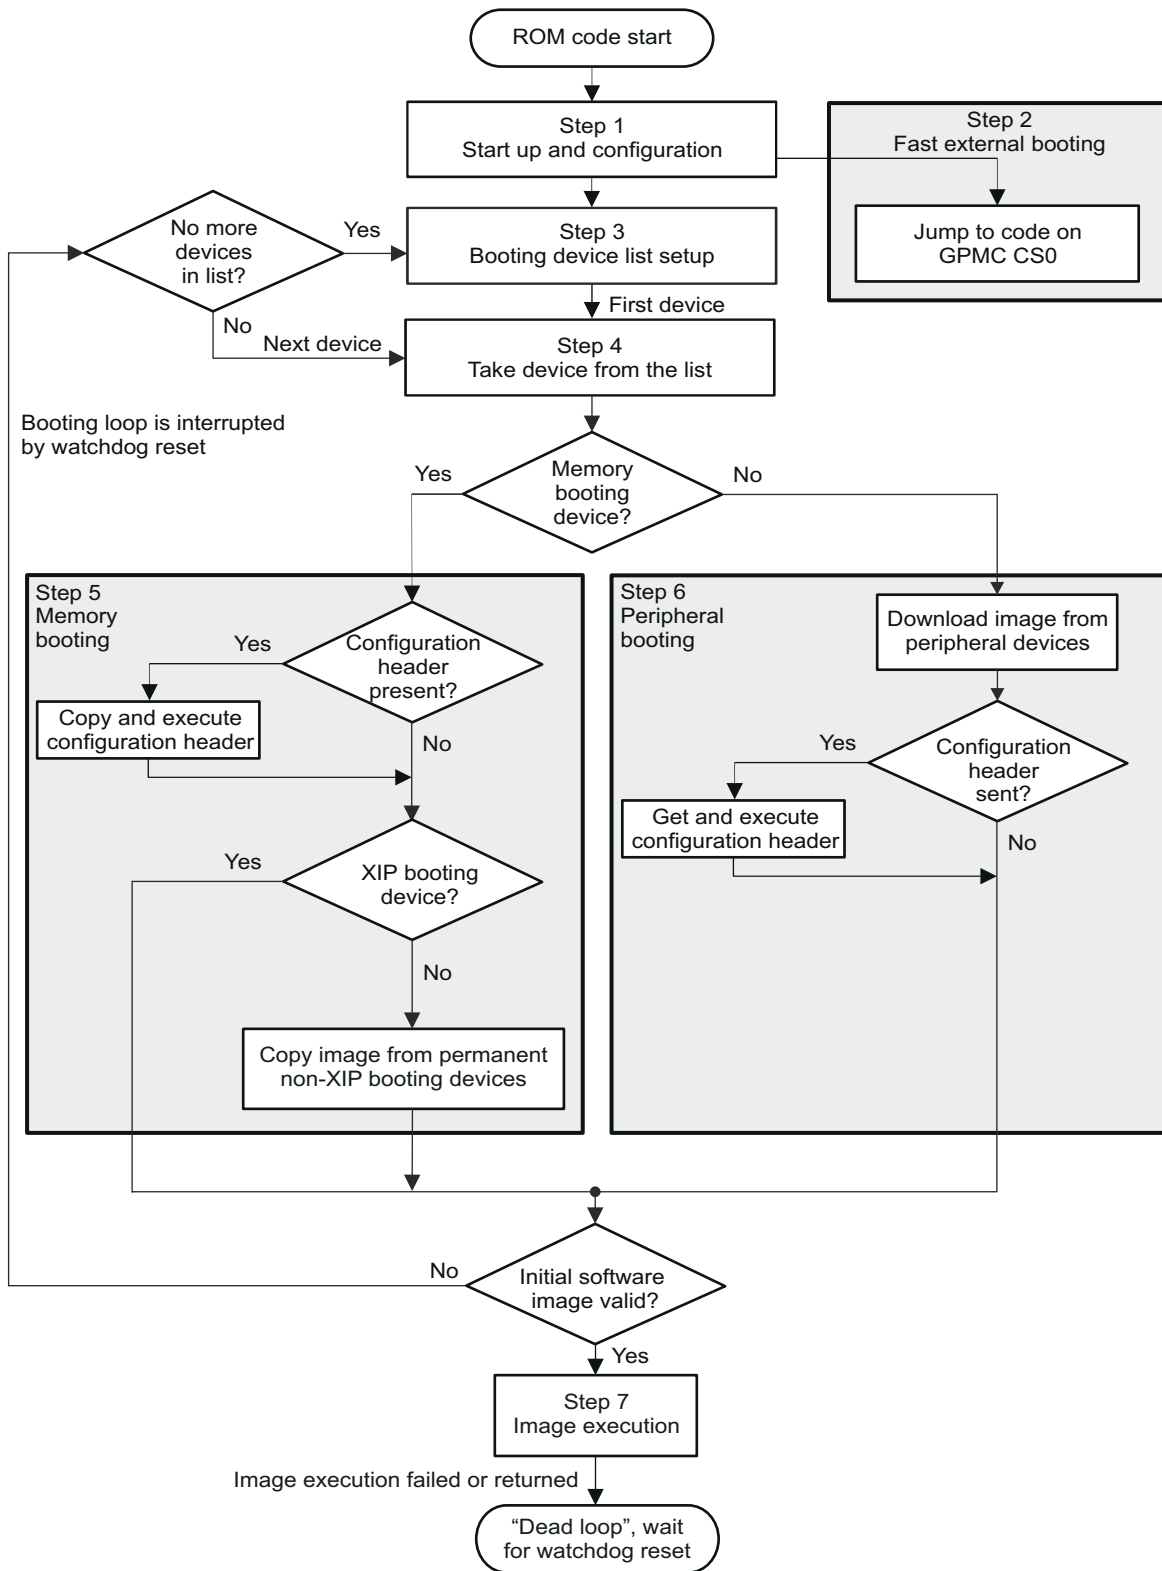 ROM code start
Step 1
Start up and configuration
Step 2
Fast external booting
Jump to code on
GPMC CS0
No more
devices
in list?
Yes
Step 3
Booting device list setup
First device
No
Next device
Step 4
Take device from the list
Booting loop is interrupted
by watchdog reset
Yes
Memory
booting
device?
No
Step 5
Memory
booting
Yes
Configuration
header
present?
Copy and execute
configuration header
No
Yes
XIP booting
device?
No
Copy image from permanent
non-XIP booting devices
Step 6
Peripheral
booting
Download image from
peripheral devices
Yes
Configuration
header
sent?
Get and execute
configuration header
No
No
Initial software
image valid?
Yes
Step 7
Image execution
Image execution failed or returned
“Dead loop”, wait
for watchdog reset